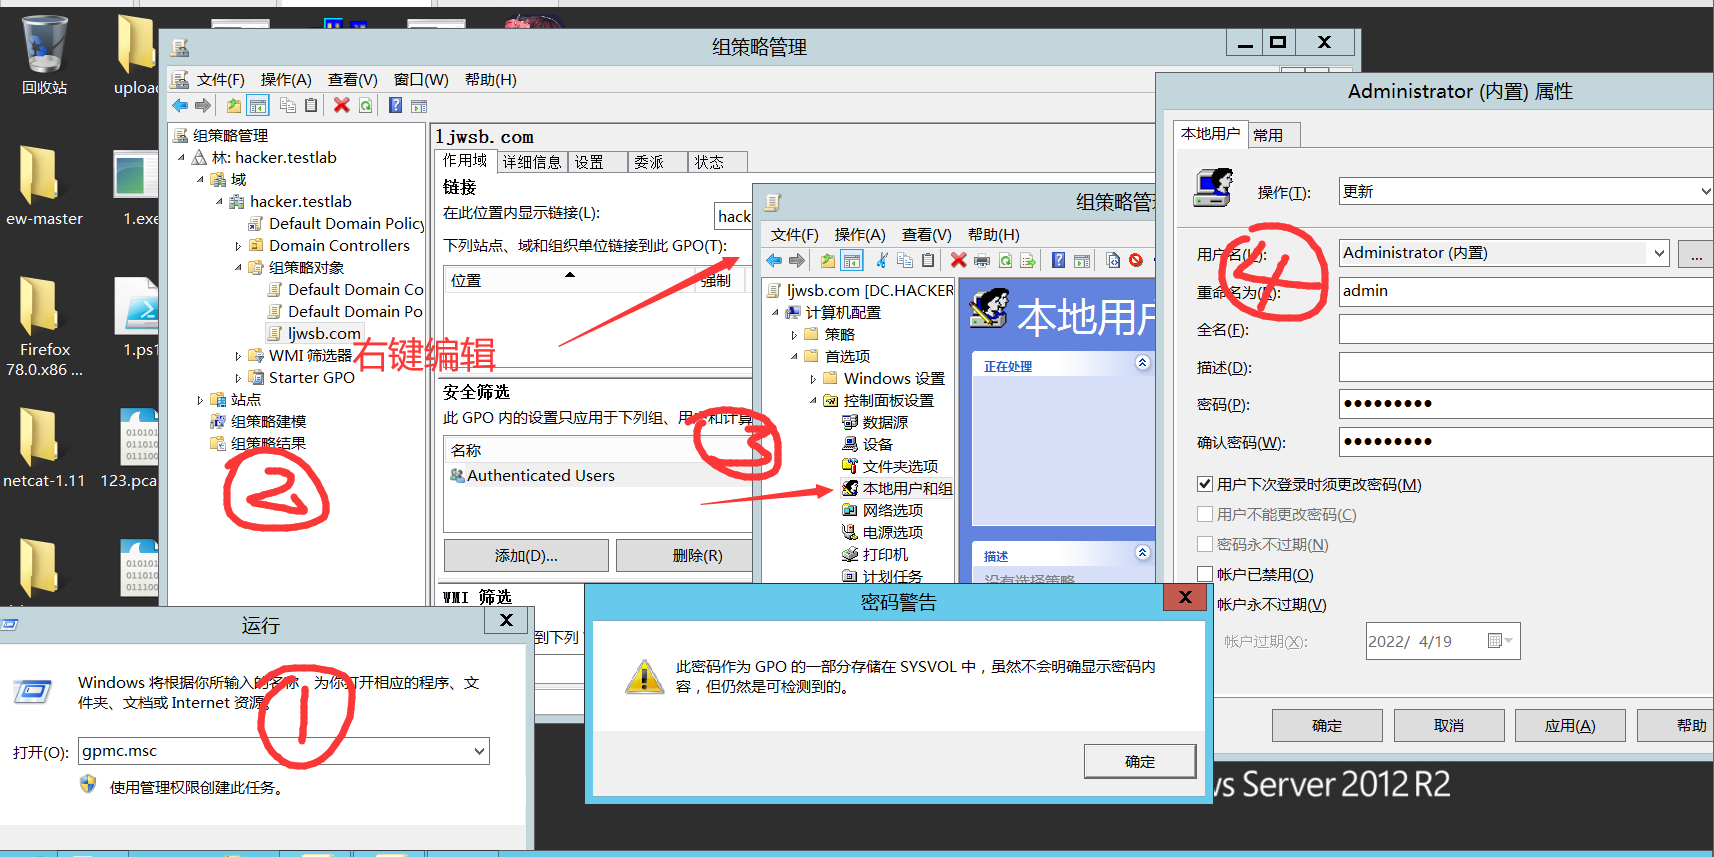 回收站
upload
ew-master
1.exe
Firefox
78.0.x86 ...
1.ps1
netcat-1.11
123.pca
组策略管理
文件(F) 操作(A) 查看(V) 窗口(W) 帮助(H)
组策略管理
林: hacker.testlab
域
hacker.testlab
Default Domain Policy
Domain Controllers
组策略对象
Default Domain Co
Default Domain Po
ljwsb.com
WMI 筛选器
Starter GPO
站点
组策略建模
组策略结果
右键编辑
2
ljwsb.com
作用域 详细信息 设置 委派 状态
链接
在此位置内显示链接(L):
hack
下列站点、域和组织单位链接到此 GPO(T):
位置 强制
安全筛选
此 GPO 内的设置只应用于下列组、用户和计算
名称
Authenticated Users
添加(D)... 删除(R)
WMI 筛选
到下列
3
组策略管
文件(F) 操作(A) 查看(V) 帮助(H)
ljwsb.com [DC.HACKER
计算机配置
策略
首选项
Windows 设置
控制面板设置
数据源
设备
文件夹选项
本地用户和组
网络选项
电源选项
打印机
计划任务
本地用户
正在处理
描述
没有选择策略
Administrator (内置) 属性
本地用户 常用
操作(T): 更新
用户名(U): Administrator (内置) ...
重命名为(R): admin
全名(F):
描述(D):
密码(P): ●●●●●●●●●
确认密码(W): ●●●●●●●●●
用户下次登录时须更改密码(M)
用户不能更改密码(C)
密码永不过期(N)
帐户已禁用(O)
帐户永不过期(V)
帐户过期(X): 2022/ 4/19
确定 取消 应用(A) 帮助
4
密码警告
此密码作为 GPO 的一部分存储在 SYSVOL 中，虽然不会明确显示密码内
容，但仍然是可检测到的。
确定
运行
Windows 将根据你所输入的名称，为你打开相应的程序、文
件夹、文档或 Internet 资源。
打开(O): gpmc.msc
使用管理权限创建此任务。
1
ws Server 2012 R2